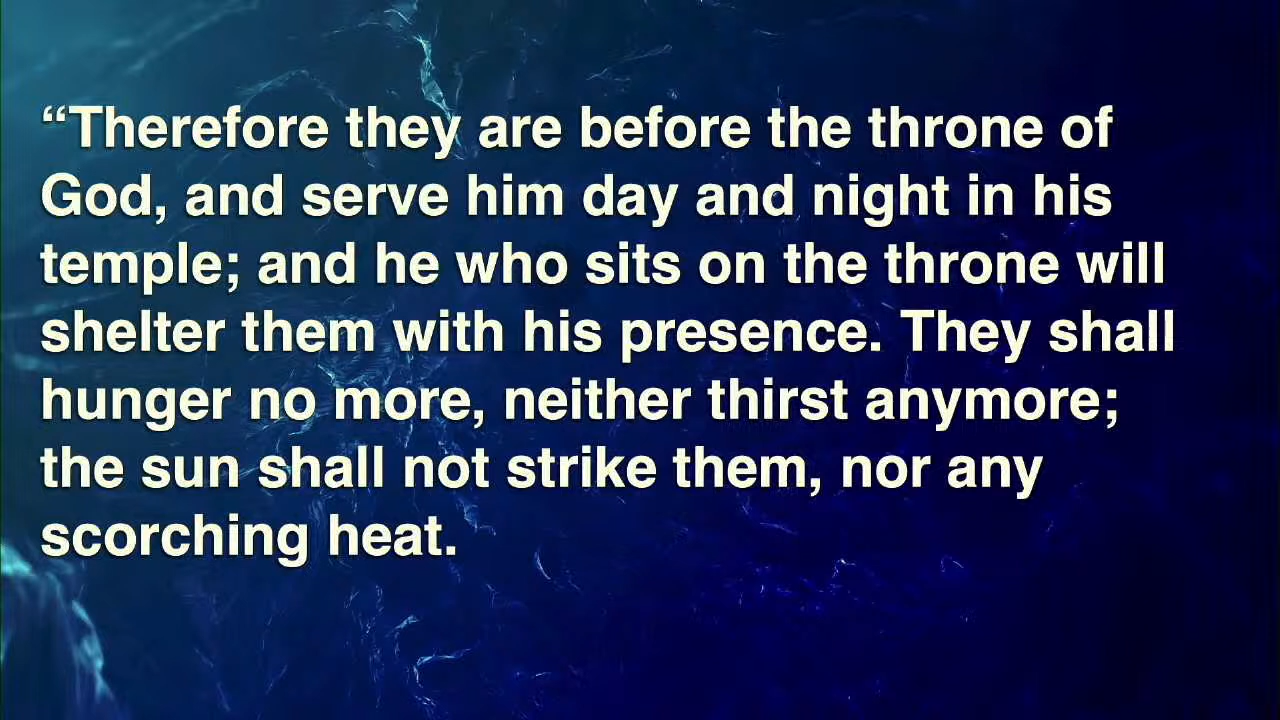 “Therefore they are before the throne of
God, and serve him day and night in his
temple; and he who sits on the throne will
shelter them with his presence. They shall
hunger no more, neither thirst anymore;
the sun shall not strike them, nor any
scorching heat.